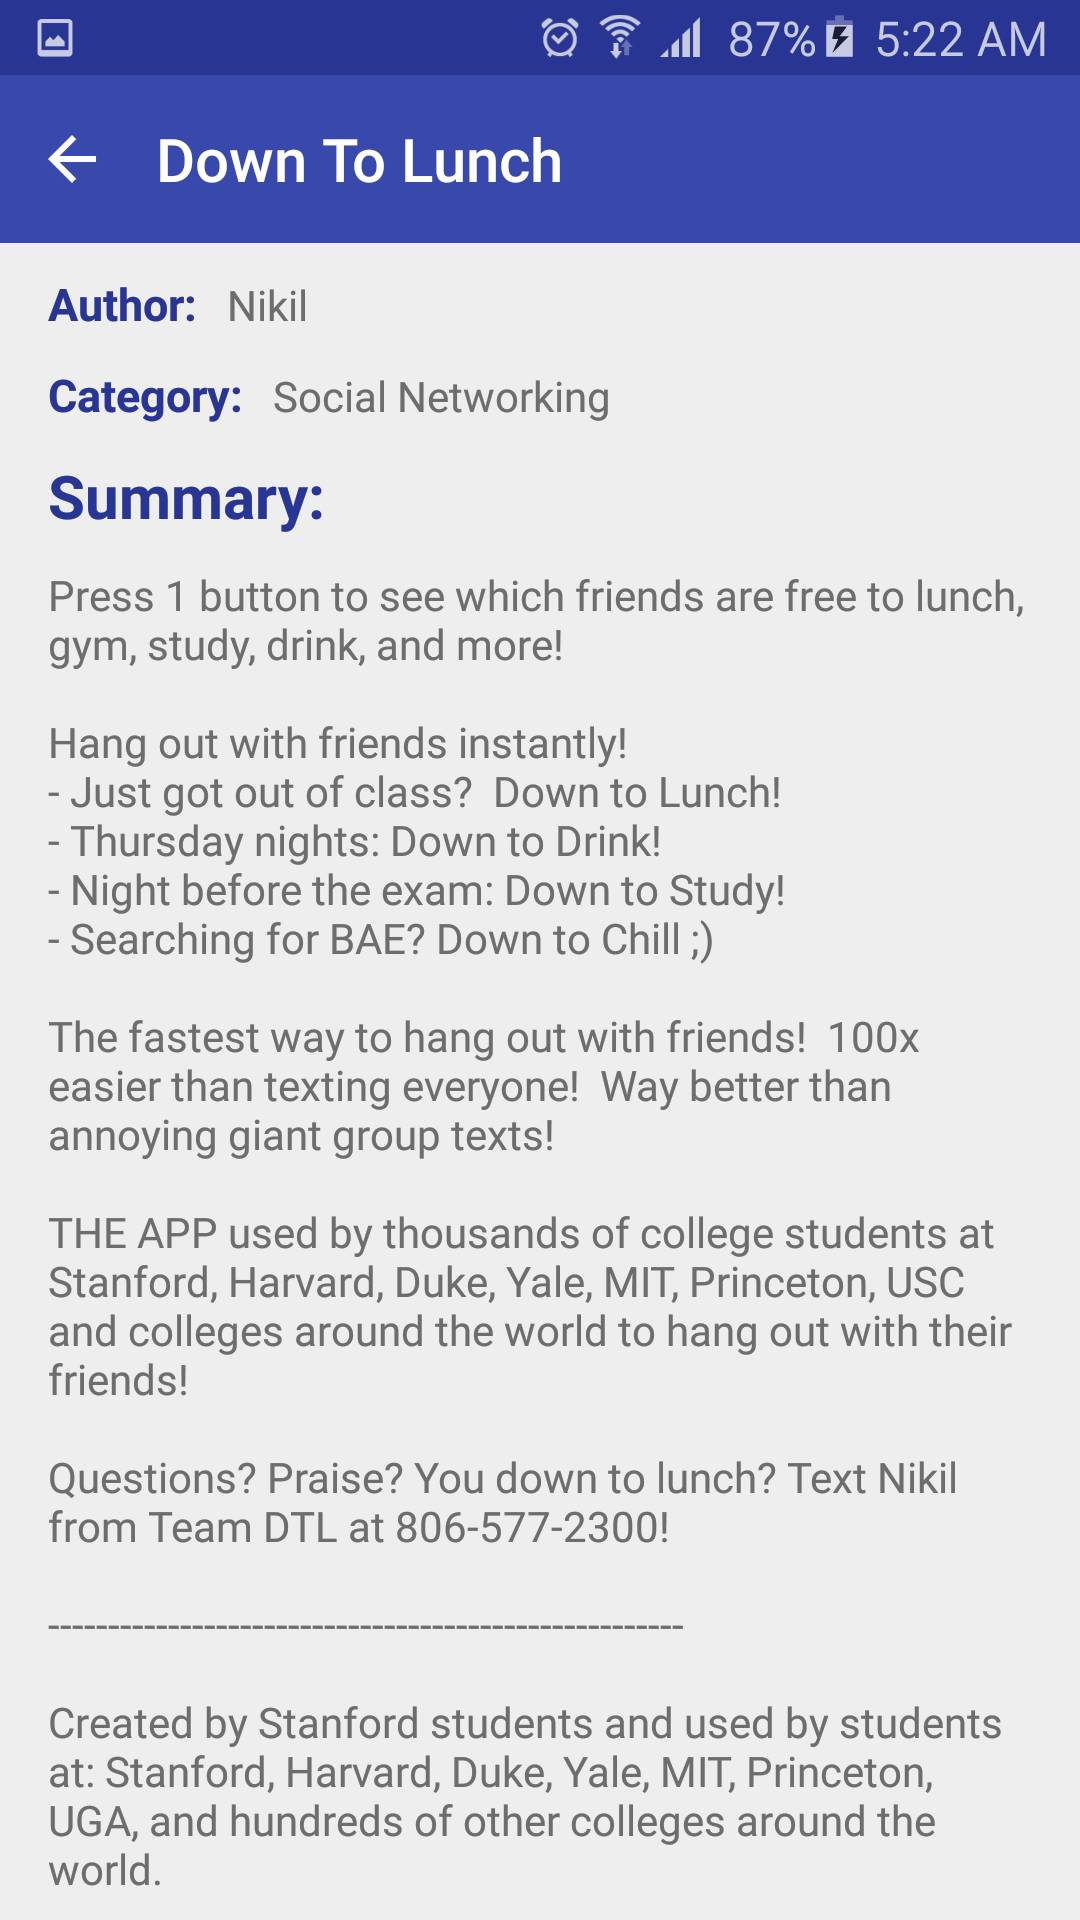 87% 5:22 AM
Down To Lunch
Author: Nikil
Category: Social Networking
Summary:
Press 1 button to see which friends are free to lunch,
gym, study, drink, and more!
Hang out with friends instantly!
- Just got out of class?  Down to Lunch!
- Thursday nights: Down to Drink!
- Night before the exam: Down to Study!
- Searching for BAE? Down to Chill ;)
The fastest way to hang out with friends!  100x
easier than texting everyone!  Way better than
annoying giant group texts!
THE APP used by thousands of college students at
Stanford, Harvard, Duke, Yale, MIT, Princeton, USC
and colleges around the world to hang out with their
friends!
Questions? Praise? You down to lunch? Text Nikil
from Team DTL at 806-577-2300!
-----------------------------------------------------
Created by Stanford students and used by students
at: Stanford, Harvard, Duke, Yale, MIT, Princeton,
UGA, and hundreds of other colleges around the
world.